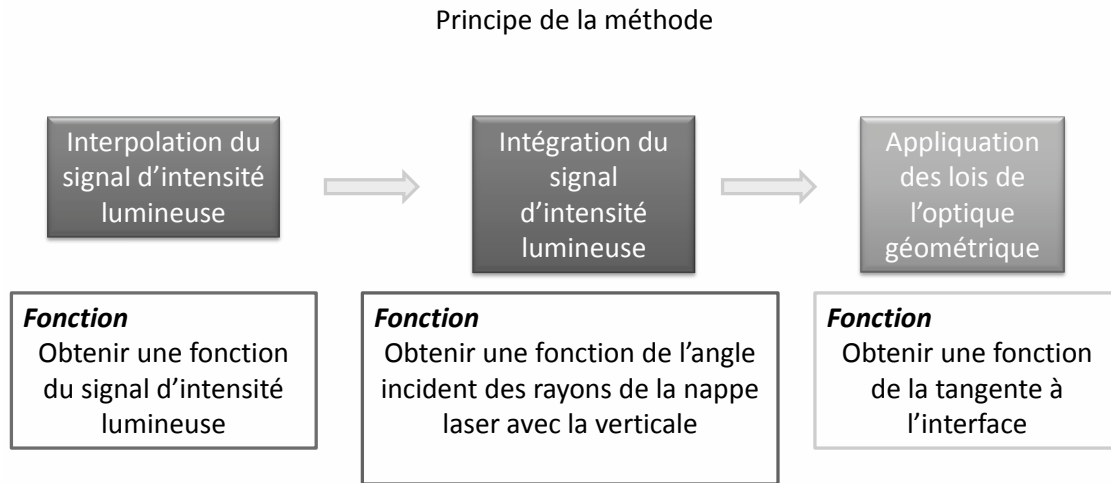 Principe de la méthode
Interpolation du
signal d'intensité
lumineuse
Intégration du
signal
d'intensité
lumineuse
Appliquation
des lois de
l'optique
géométrique
Fonction
Obtenir une fonction
du signal d'intensité
lumineuse
Fonction
Obtenir une fonction de l'angle
incident des rayons de la nappe
laser avec la verticale
Fonction
Obtenir une fonction
de la tangente à
l'interface